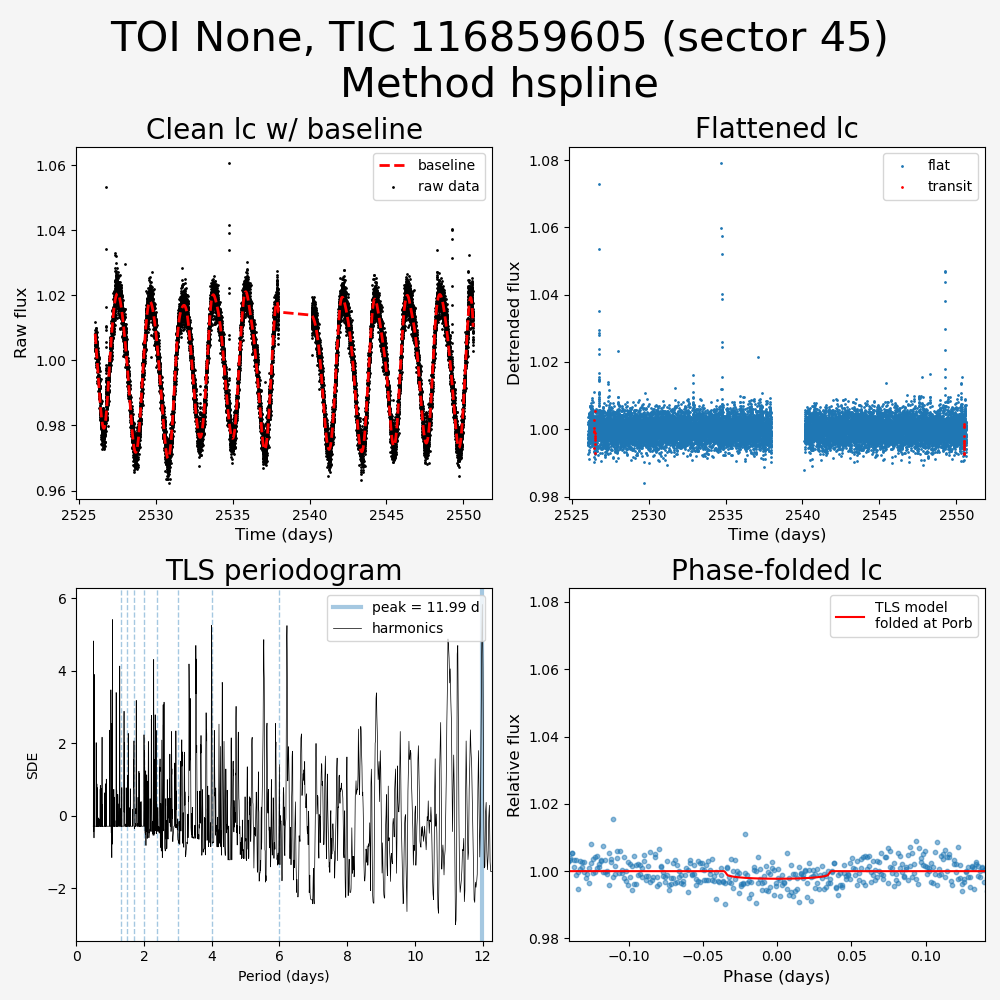 TOI None, TIC 116859605 (sector 45)
Method hspline
Clean lc w/ baseline
Raw flux
1.06
1.04
1.02
1.00
0.98
0.96
baseline
raw data
2525
2530
2535
2540
2545
2550
Time (days)
Flattened lc
Detrended flux
1.08
1.06
1.04
1.02
1.00
0.98
flat
transit
2525
2530
2535
2540
2545
2550
Time (days)
TLS periodogram
SDE
6
4
2
0
−2
peak = 11.99 d
harmonics
0
2
4
6
8
10
12
Period (days)
Phase-folded lc
Relative flux
1.08
1.06
1.04
1.02
1.00
0.98
TLS model
folded at Porb
−0.10
−0.05
0.00
0.05
0.10
Phase (days)